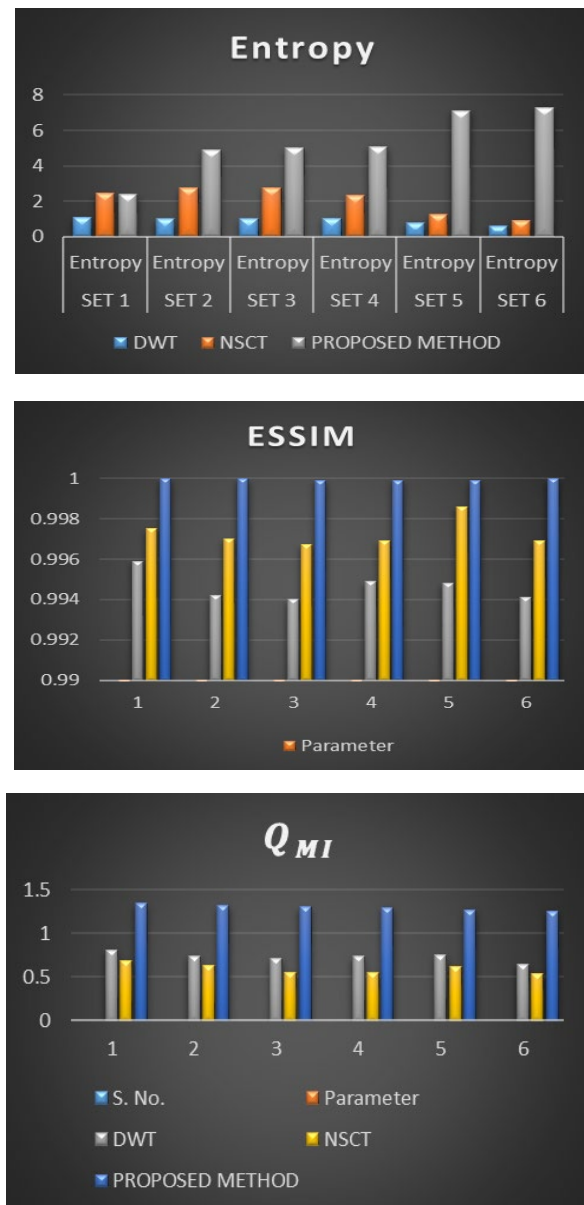 Entropy
8
6
4
2
0
Entropy Entropy Entropy Entropy Entropy Entropy
SET 1 SET 2 SET 3 SET 4 SET 5 SET 6
DWT NSCT PROPOSED METHOD
ESSIM
1
0.998
0.996
0.994
0.992
0.99
1 2 3 4 5 6
Parameter
Q MI
1.5
1
0.5
0
1 2 3 4 5 6
S. No. Parameter
DWT NSCT
PROPOSED METHOD